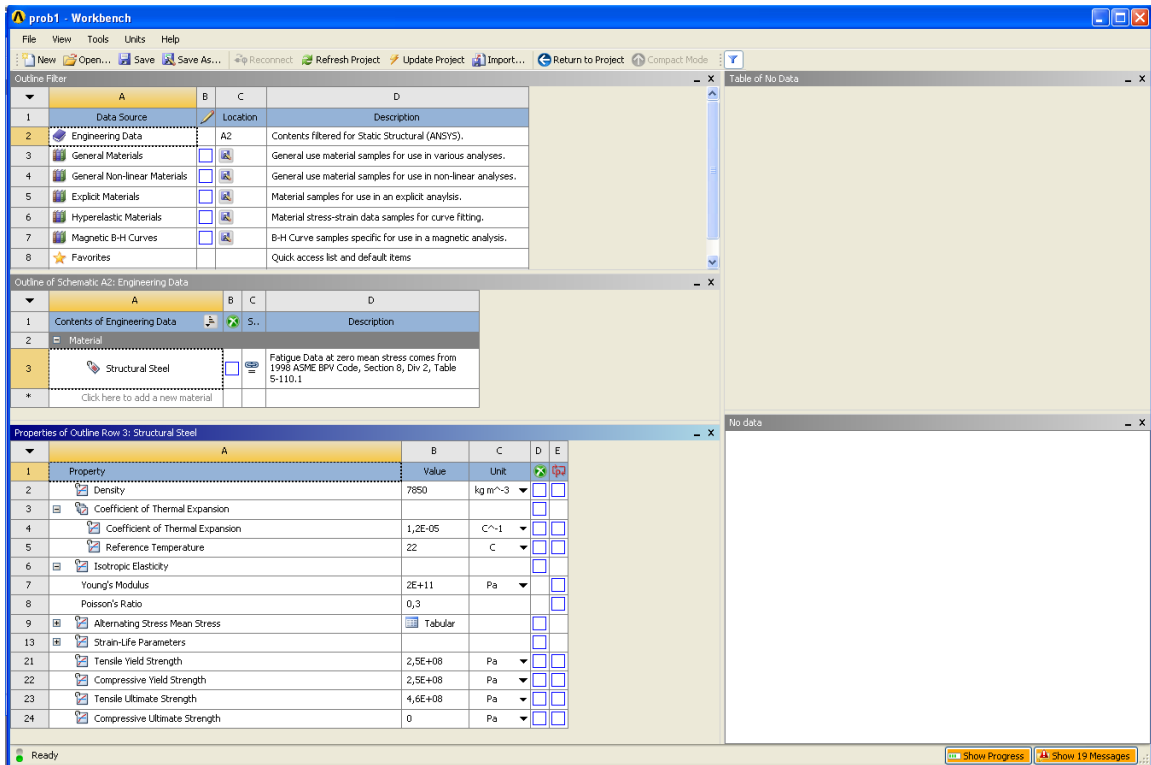 prob1 - Workbench
File View Tools Units Help
New Open... Save Save As... Reconnect Refresh Project Update Project Import... Return to Project Compact Mode
Outline Filter
A B C D
1 Data Source Location Description
2 Engineering Data A2 Contents filtered for Static Structural (ANSYS).
3 General Materials General use material samples for use in various analyses.
4 General Non-linear Materials General use material samples for use in non-linear analyses.
5 Explicit Materials Material samples for use in an explicit anaylsis.
6 Hyperelastic Materials Material stress-strain data samples for curve fitting.
7 Magnetic B-H Curves B-H Curve samples specific for use in a magnetic analysis.
8 Favorites Quick access list and default items
Table of No Data
Outline of Schematic A2: Engineering Data
A B C D
1 Contents of Engineering Data S.. Description
2 Material
3 Structural Steel Fatigue Data at zero mean stress comes from
1998 ASME BPV Code, Section 8, Div 2, Table
5-110.1
* Click here to add a new material
Properties of Outline Row 3: Structural Steel
A B C D E
1 Property Value Unit
2 Density 7850 kg m^-3
3 Coefficient of Thermal Expansion
4 Coefficient of Thermal Expansion 1,2E-05 C^-1
5 Reference Temperature 22 C
6 Isotropic Elasticity
7 Young's Modulus 2E+11 Pa
8 Poisson's Ratio 0,3
9 Alternating Stress Mean Stress Tabular
13 Strain-Life Parameters
21 Tensile Yield Strength 2,5E+08 Pa
22 Compressive Yield Strength 2,5E+08 Pa
23 Tensile Ultimate Strength 4,6E+08 Pa
24 Compressive Ultimate Strength 0 Pa
No data
Ready Show Progress Show 19 Messages